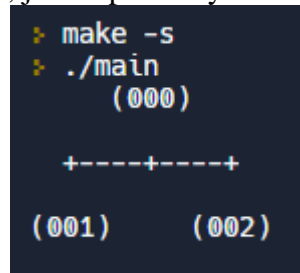 > make -s
> ./main
(000)
+----+----+
(001) (002)